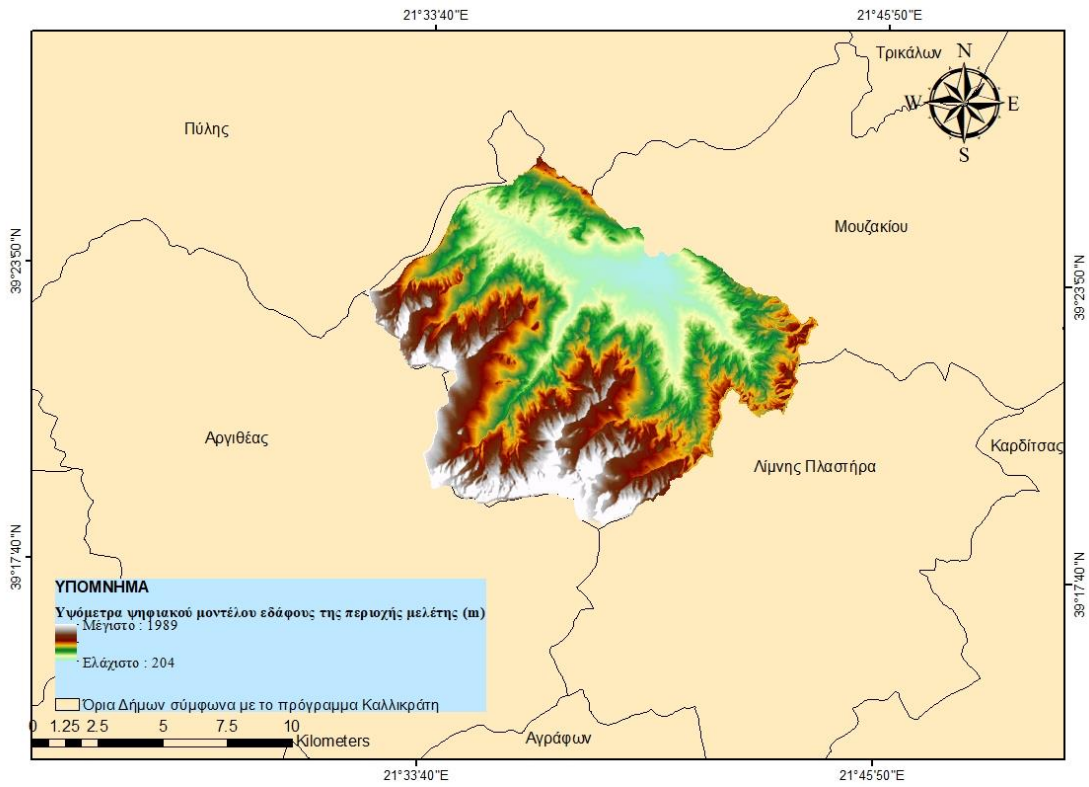 21°33'40"E
21°45'50"E
Τρικάλων
N
W
E
S
Πύλης
Μουζακίου
39°23'50"N
39°23'50"N
Αργιθέας
Καρδίτσας
Λίμνης Πλαστήρα
39°17'40"N
39°17'40"N
ΥΠΟΜΝΗΜΑ
Υψόμετρα ψηφιακού μοντέλου εδάφους της περιοχής μελέτης (m)
Μέγιστο : 1989
Ελάχιστο : 204
Όρια Δήμων σύμφωνα με το πρόγραμμα Καλλικράτη
0 1.25 2.5 5 7.5 10
Kilometers
Αγράφων
21°33'40"E
21°45'50"E